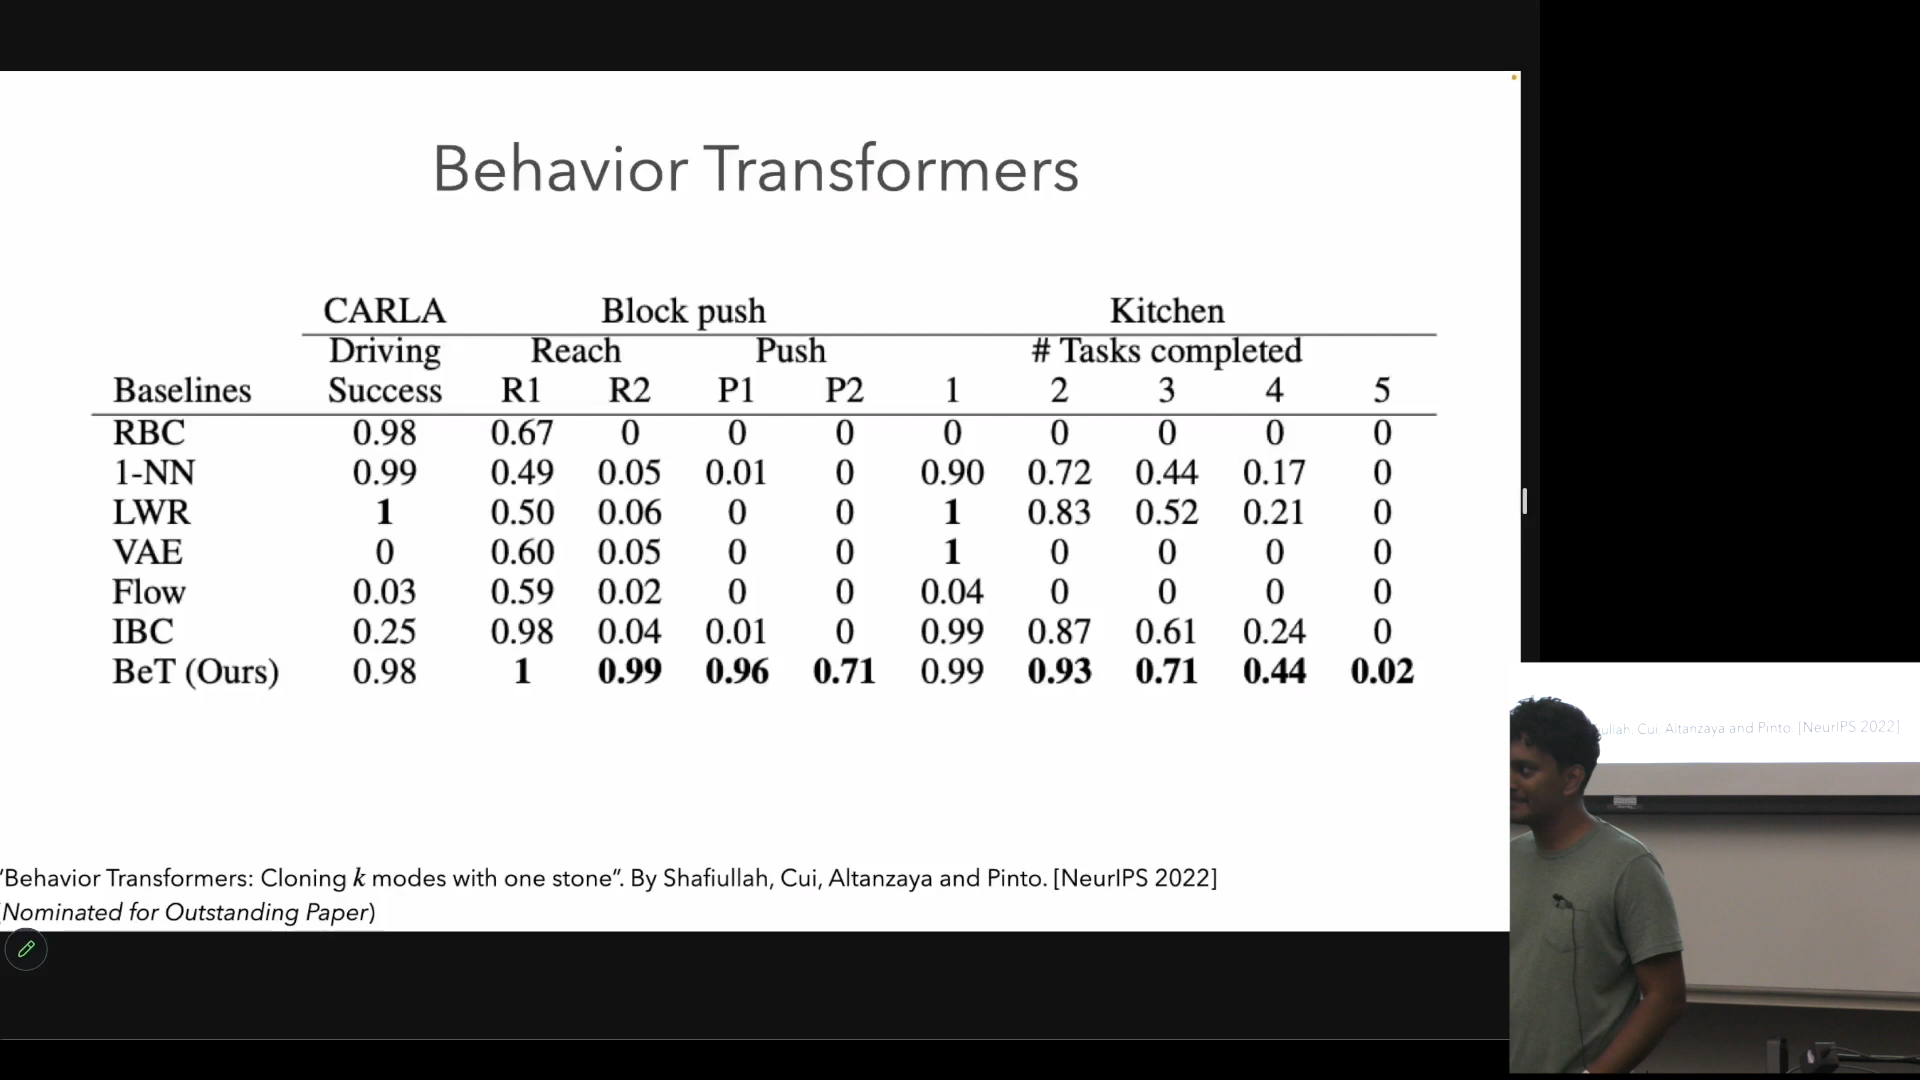 Behavior Transformers
CARLA Block push Kitchen
Driving Reach Push # Tasks completed
Baselines Success R1 R2 P1 P2 1 2 3 4 5
RBC 0.98 0.67 0 0 0 0 0 0 0 0
1-NN 0.99 0.49 0.05 0.01 0 0.90 0.72 0.44 0.17 0
LWR 1 0.50 0.06 0 0 1 0.83 0.52 0.21 0
VAE 0 0.60 0.05 0 0 1 0 0 0 0
Flow 0.03 0.59 0.02 0 0 0.04 0 0 0 0
IBC 0.25 0.98 0.04 0.01 0 0.99 0.87 0.61 0.24 0
BeT (Ours) 0.98 1 0.99 0.96 0.71 0.99 0.93 0.71 0.44 0.02
ullah, Cui, Altanzaya and Pinto. [NeurIPS 2022]
"Behavior Transformers: Cloning k modes with one stone". By Shafiullah, Cui, Altanzaya and Pinto. [NeurIPS 2022]
(Nominated for Outstanding Paper)